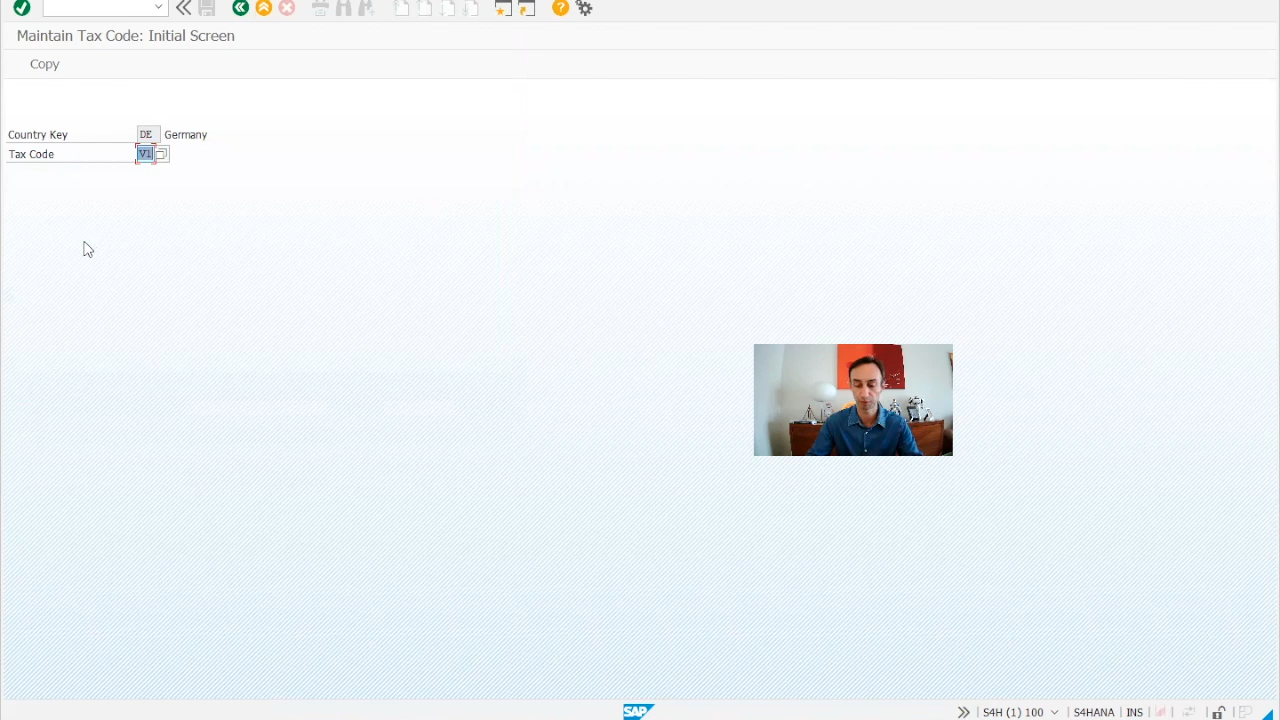 Maintain Tax Code: Initial Screen
Copy
Country Key DE Germany
Tax Code V1
SAP S4H (1) 100 S4HANA INS